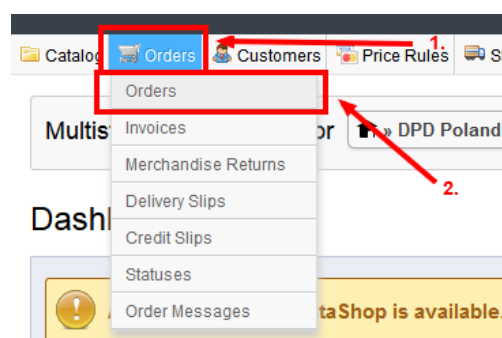 1.
Catalog Orders Customers Price Rules S
Orders
Multis or » DPD Poland
Invoices
Merchandise Returns
2.
Delivery Slips
Dash
Credit Slips
Statuses
Order Messages taShop is available.